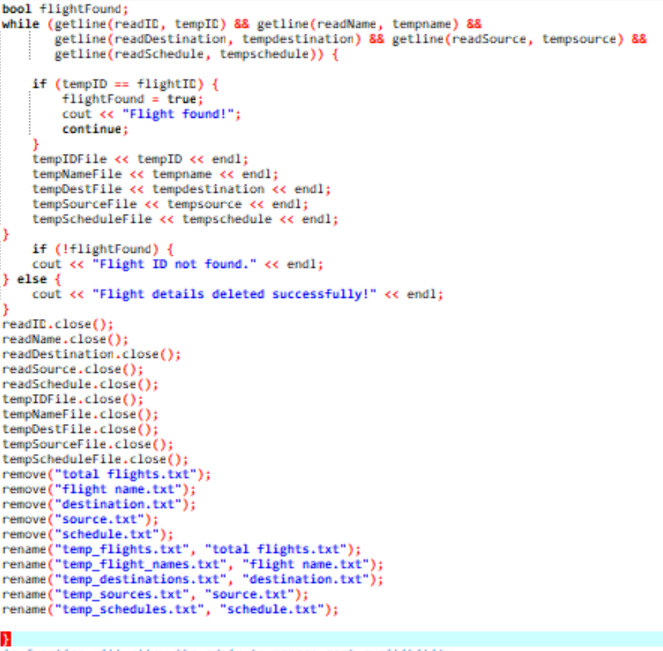 bool flightFound;
while (getline(readID, tempID) && getline(readName, tempname) &&
getline(readDestination, tempdestination) && getline(readSource, tempsource) &&
getline(readSchedule, tempschedule)) {
if (tempID == flightID) {
flightFound = true;
cout << "Flight found!";
continue;
}
tempIDFile << tempID << endl;
tempNameFile << tempname << endl;
tempDestFile << tempdestination << endl;
tempSourceFile << tempsource << endl;
tempScheduleFile << tempschedule << endl;
}
if (!flightFound) {
cout << "Flight ID not found." << endl;
} else {
cout << "Flight details deleted successfully!" << endl;
}
readID.close();
readName.close();
readDestination.close();
readSource.close();
readSchedule.close();
tempIDFile.close();
tempNameFile.close();
tempDestFile.close();
tempSourceFile.close();
tempScheduleFile.close();
remove("total flights.txt");
remove("flight name.txt");
remove("destination.txt");
remove("source.txt");
remove("schedule.txt");
rename("temp_flights.txt", "total flights.txt");
rename("temp_flight_names.txt", "flight name.txt");
rename("temp_destinations.txt", "destination.txt");
rename("temp_sources.txt", "source.txt");
rename("temp_schedules.txt", "schedule.txt");
}